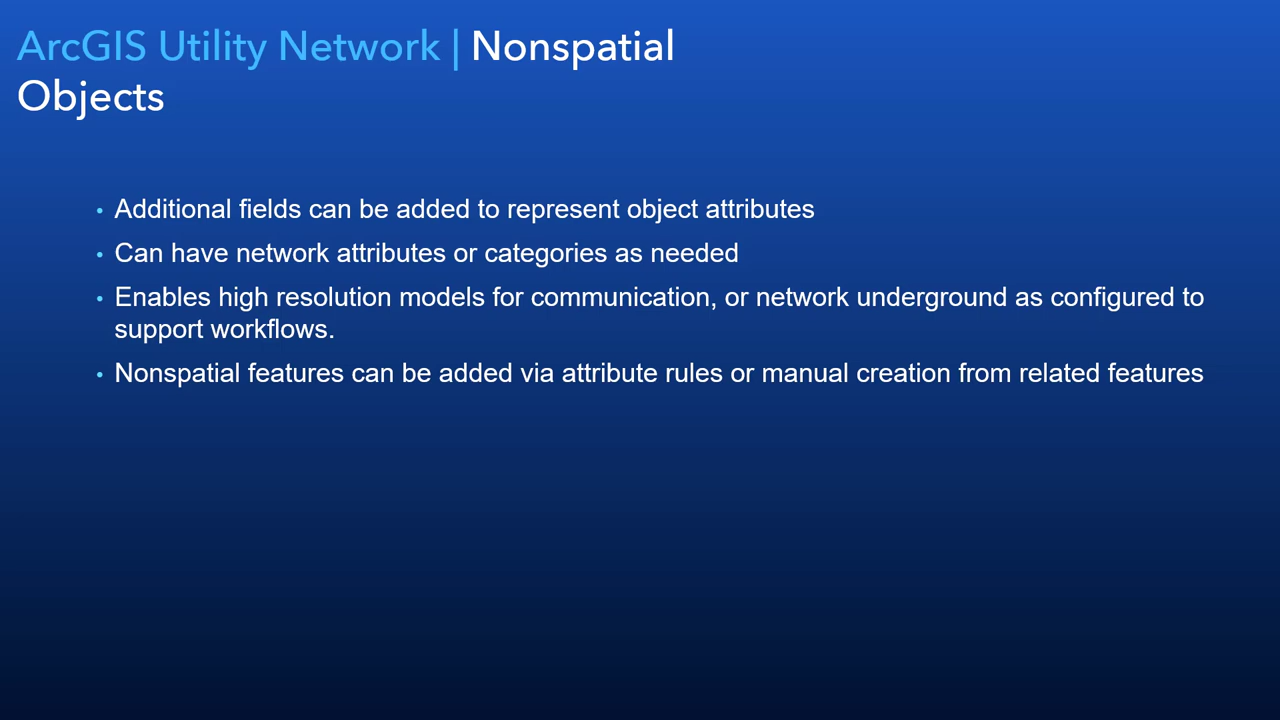 ArcGIS Utility Network | Nonspatial
Objects
• Additional fields can be added to represent object attributes
• Can have network attributes or categories as needed
• Enables high resolution models for communication, or network underground as configured to
support workflows.
• Nonspatial features can be added via attribute rules or manual creation from related features